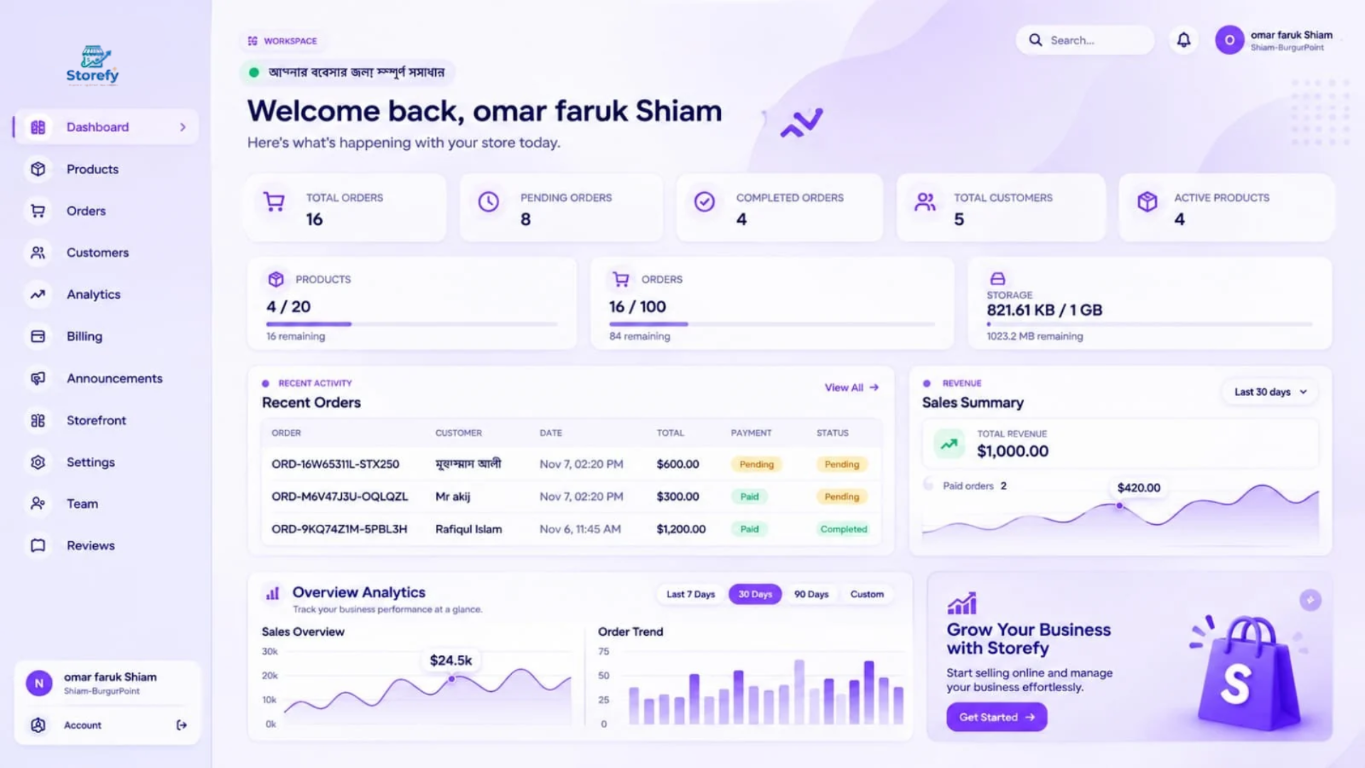 Storefy
Dashboard
Products
Orders
Customers
Analytics
Billing
Announcements
Storefront
Settings
Team
Reviews
N
omar faruk Shiam
Shiam-BurgurPoint
Account
WORKSPACE
Search...
O
omar faruk Shiam
Shiam-BurgurPoint
Welcome back, omar faruk Shiam
Here's what's happening with your store today.
TOTAL ORDERS
16
PENDING ORDERS
8
COMPLETED ORDERS
4
TOTAL CUSTOMERS
5
ACTIVE PRODUCTS
4
PRODUCTS
4 / 20
16 remaining
ORDERS
16 / 100
84 remaining
STORAGE
821.61 KB / 1 GB
1023.2 MB remaining
RECENT ACTIVITY
Recent Orders
View All
ORDER CUSTOMER DATE TOTAL PAYMENT STATUS
ORD-16W65311L-STX250 আলী Nov 7, 02:20 PM $600.00 Pending Pending
ORD-M6V47J3U-OQLQZL Mr akij Nov 7, 02:20 PM $300.00 Paid Pending
ORD-9KQ74Z1M-5PBL3H Rafiqul Islam Nov 6, 11:45 AM $1,200.00 Paid Completed
REVENUE
Sales Summary
Last 30 days
TOTAL REVENUE
$1,000.00
Paid orders 2
$420.00
Overview Analytics
Track your business performance at a glance.
Last 7 Days 30 Days 90 Days Custom
Sales Overview
30k
20k
10k
0k
$24.5k
Order Trend
75
50
25
0
Grow Your Business
with Storefy
Start selling online and manage
your business effortlessly.
Get Started
S